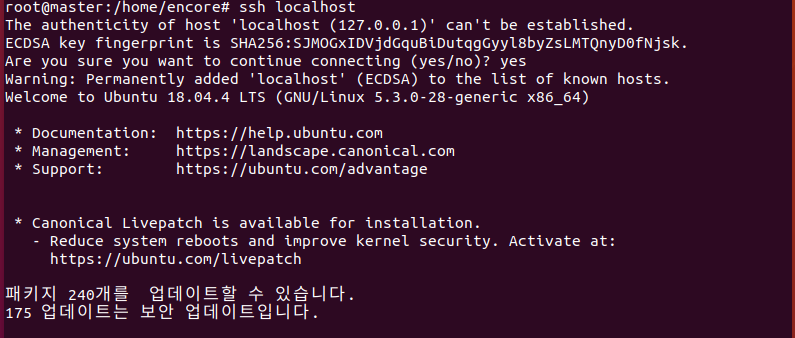 root@master:/home/encore# ssh localhost
The authenticity of host 'localhost (127.0.0.1)' can't be established.
ECDSA key fingerprint is SHA256:SJMOGxIDVjdGquBiDutqgGyyl8byZsLMTQnyD0fNjsk.
Are you sure you want to continue connecting (yes/no)? yes
Warning: Permanently added 'localhost' (ECDSA) to the list of known hosts.
Welcome to Ubuntu 18.04.4 LTS (GNU/Linux 5.3.0-28-generic x86_64)
* Documentation: https://help.ubuntu.com
* Management: https://landscape.canonical.com
* Support: https://ubuntu.com/advantage
* Canonical Livepatch is available for installation.
- Reduce system reboots and improve kernel security. Activate at:
https://ubuntu.com/livepatch
패키지 240개를 업데이트할 수 있습니다.
175 업데이트는 보안 업데이트입니다.